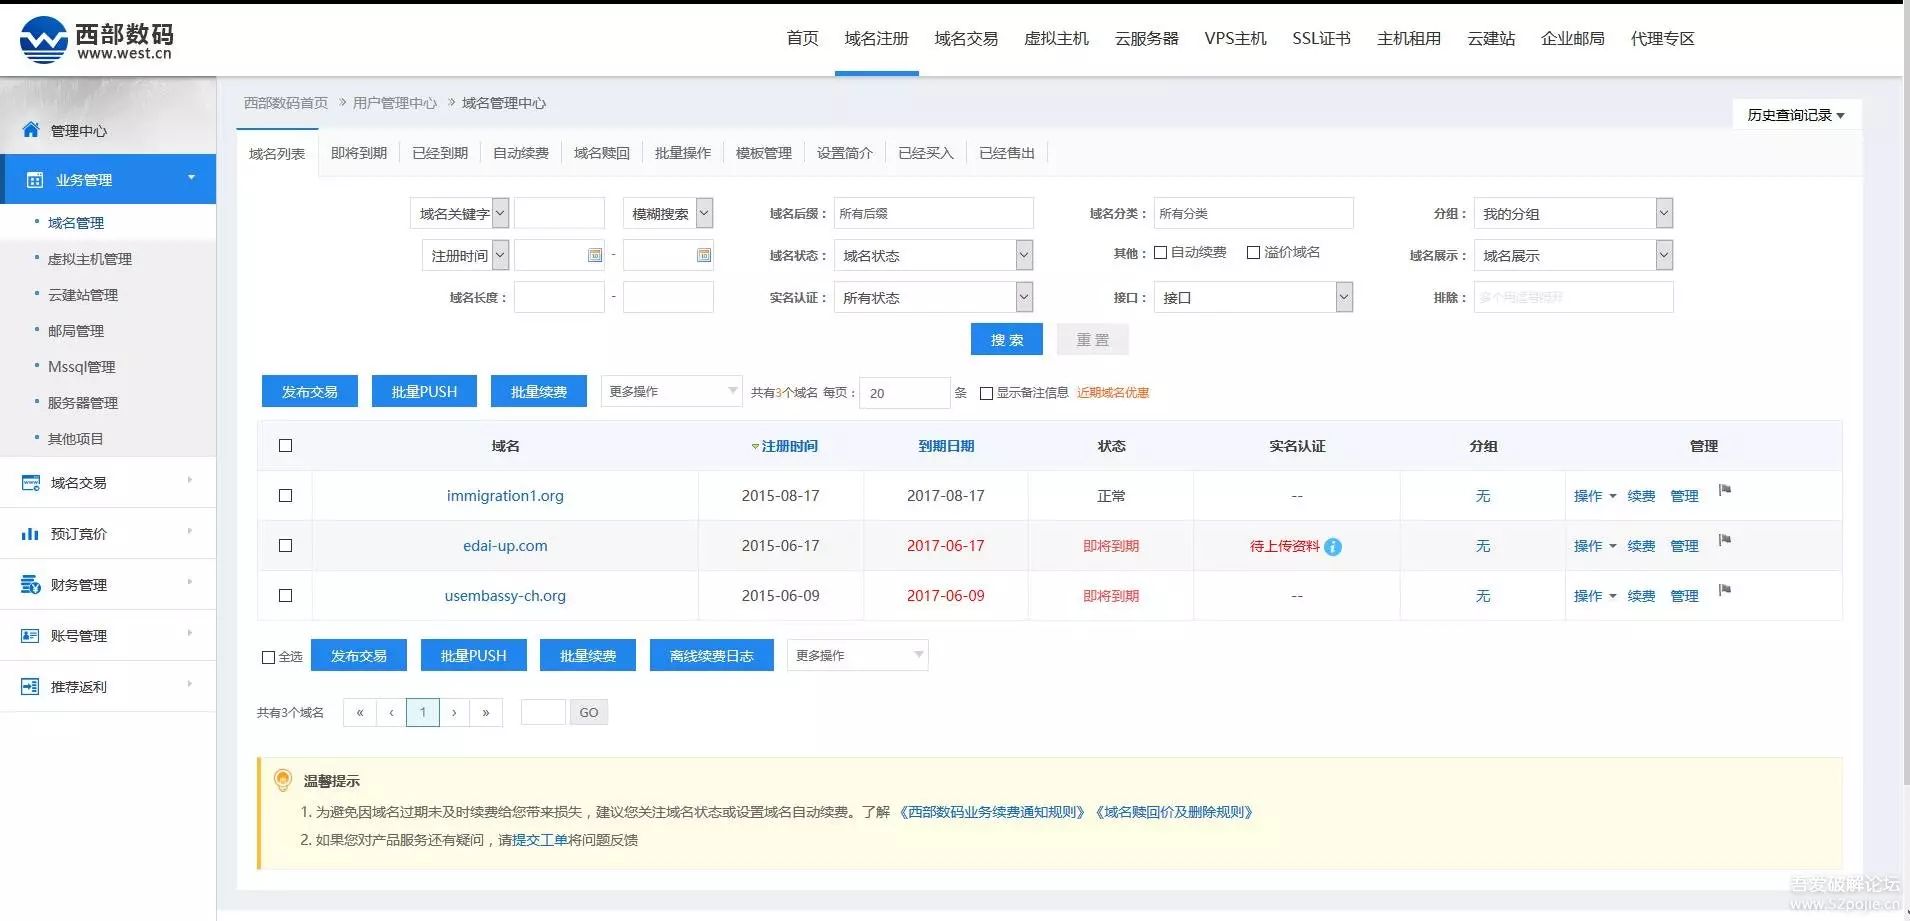 西部数码
www.west.cn
首页 域名注册 域名交易 虚拟主机 云服务器 VPS主机 SSL证书 主机租用 云建站 企业邮局 代理专区
西部数码首页 » 用户管理中心 » 域名管理中心
历史查询记录
管理中心
业务管理
域名管理
虚拟主机管理
云建站管理
邮局管理
Mssql管理
服务器管理
其他项目
域名交易
预订竞价
财务管理
账号管理
推荐返利
域名列表 即将到期 已经到期 自动续费 域名赎回 批量操作 模板管理 设置简介 已经买入 已经售出
域名关键字 模糊搜索 域名后缀： 所有后缀 域名分类： 所有分类 分组： 我的分组
注册时间 - 域名状态： 域名状态 其他： 自动续费 溢价域名 域名展示： 域名展示
域名长度： - 实名认证： 所有状态 接口： 接口 排除： 多个用逗号隔开
搜 索 重 置
发布交易 批量PUSH 批量续费 更多操作 共有3个域名 每页： 20 条 显示备注信息 近期域名优惠
域名 注册时间 到期日期 状态 实名认证 分组 管理
immigration1.org 2015-08-17 2017-08-17 正常 -- 无 操作 续费 管理
edai-up.com 2015-06-17 2017-06-17 即将到期 待上传资料 无 操作 续费 管理
usembassy-ch.org 2015-06-09 2017-06-09 即将到期 -- 无 操作 续费 管理
全选 发布交易 批量PUSH 批量续费 离线续费日志 更多操作
共有3个域名 « ‹ 1 › » GO
温馨提示
1. 为避免因域名过期未及时续费给您带来损失，建议您关注域名状态或设置域名自动续费。了解 《西部数码业务续费通知规则》《域名赎回价及删除规则》
2. 如果您对产品服务还有疑问，请提交工单将问题反馈
吾爱破解论坛
www.52pojie.cn